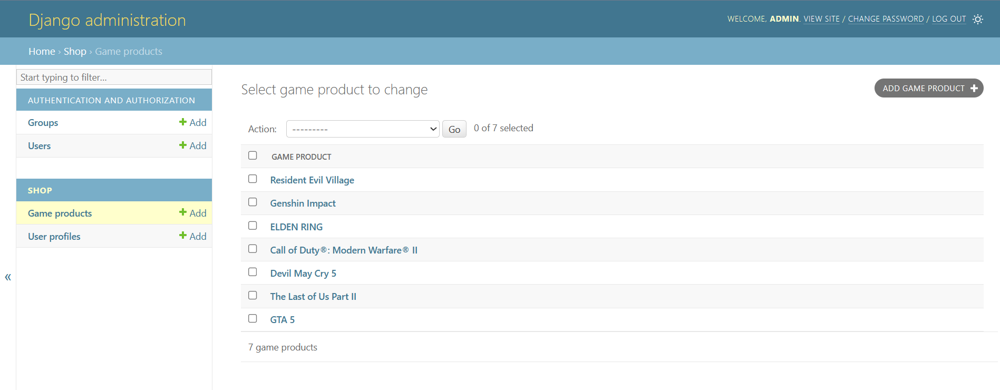 Django administration
WELCOME, ADMIN. VIEW SITE / CHANGE PASSWORD / LOG OUT
Home › Shop › Game products
Start typing to filter...
AUTHENTICATION AND AUTHORIZATION
Groups + Add
Users + Add
SHOP
Game products + Add
User profiles + Add
«
Select game product to change
ADD GAME PRODUCT +
Action: --------- Go 0 of 7 selected
GAME PRODUCT
Resident Evil Village
Genshin Impact
ELDEN RING
Call of Duty®: Modern Warfare® II
Devil May Cry 5
The Last of Us Part II
GTA 5
7 game products